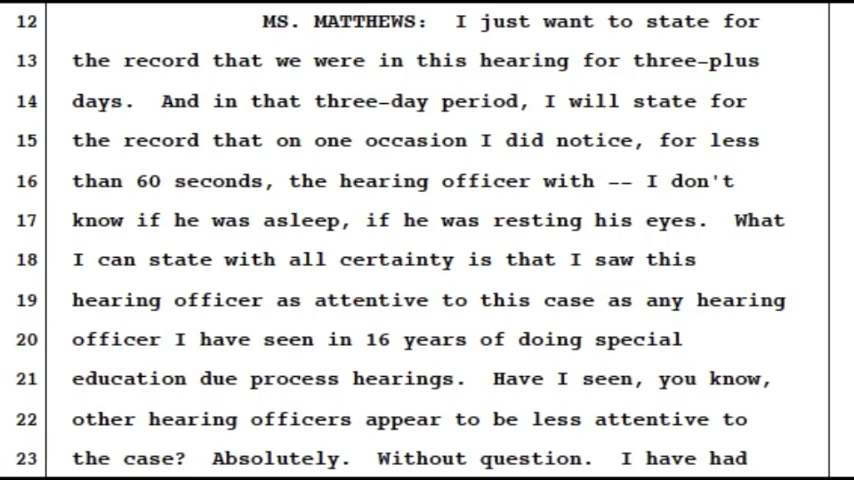 12 MS. MATTHEWS: I just want to state for
13 the record that we were in this hearing for three-plus
14 days. And in that three-day period, I will state for
15 the record that on one occasion I did notice, for less
16 than 60 seconds, the hearing officer with -- I don't
17 know if he was asleep, if he was resting his eyes. What
18 I can state with all certainty is that I saw this
19 hearing officer as attentive to this case as any hearing
20 officer I have seen in 16 years of doing special
21 education due process hearings. Have I seen, you know,
22 other hearing officers appear to be less attentive to
23 the case? Absolutely. Without question. I have had